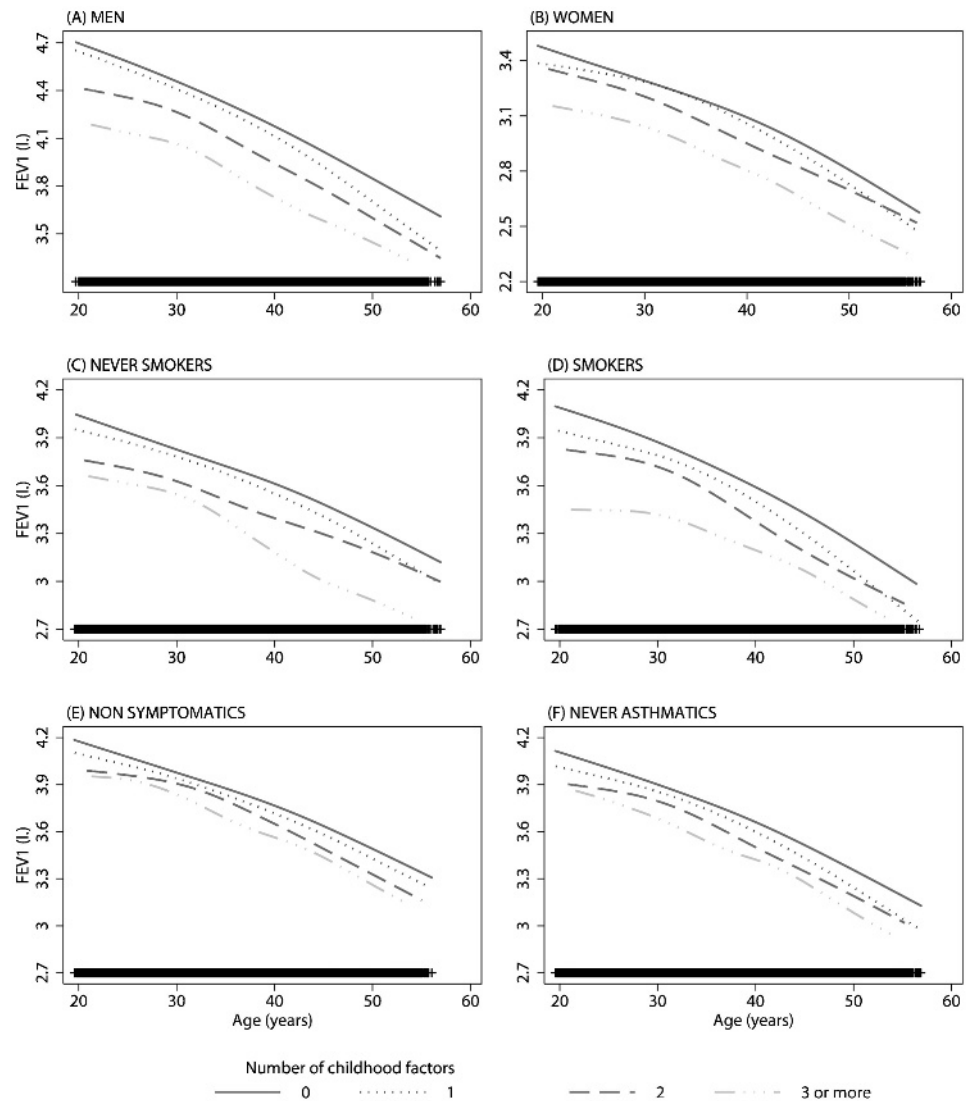 (A) MEN
FEV1 (l.)
4.7
4.4
4.1
3.8
3.5
20 30 40 50 60
(B) WOMEN
3.4
3.1
2.8
2.5
2.2
20 30 40 50 60
(C) NEVER SMOKERS
FEV1 (l.)
4.2
3.9
3.6
3.3
3
2.7
20 30 40 50 60
(D) SMOKERS
4.2
3.9
3.6
3.3
3
2.7
20 30 40 50 60
(E) NON SYMPTOMATICS
FEV1 (l.)
4.2
3.9
3.6
3.3
3
2.7
20 30 40 50 60
Age (years)
(F) NEVER ASTHMATICS
4.2
3.9
3.6
3.3
3
2.7
20 30 40 50 60
Age (years)
Number of childhood factors
0 1 2 3 or more